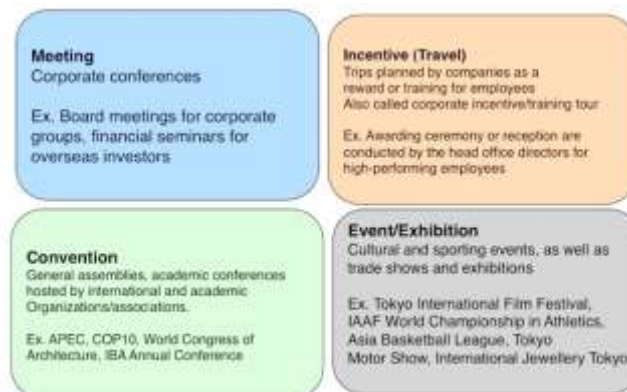 Meeting
Corporate conferences
Ex. Board meetings for corporate
groups, financial seminars for
overseas investors
Incentive (Travel)
Trips planned by companies as a
reward or training for employees
Also called corporate incentive/training tour
Ex. Awarding ceremony or reception are
conducted by the head office directors for
high-performing employees
Convention
General assemblies, academic conferences
hosted by international and academic
Organizations/associations.
Ex. APEC, COP10, World Congress of
Architecture, IBA Annual Conference
Event/Exhibition
Cultural and sporting events, as well as
trade shows and exhibitions
Ex. Tokyo International Film Festival,
IAAF World Championship in Athletics,
Asia Basketball League, Tokyo
Motor Show, International Jewellery Tokyo